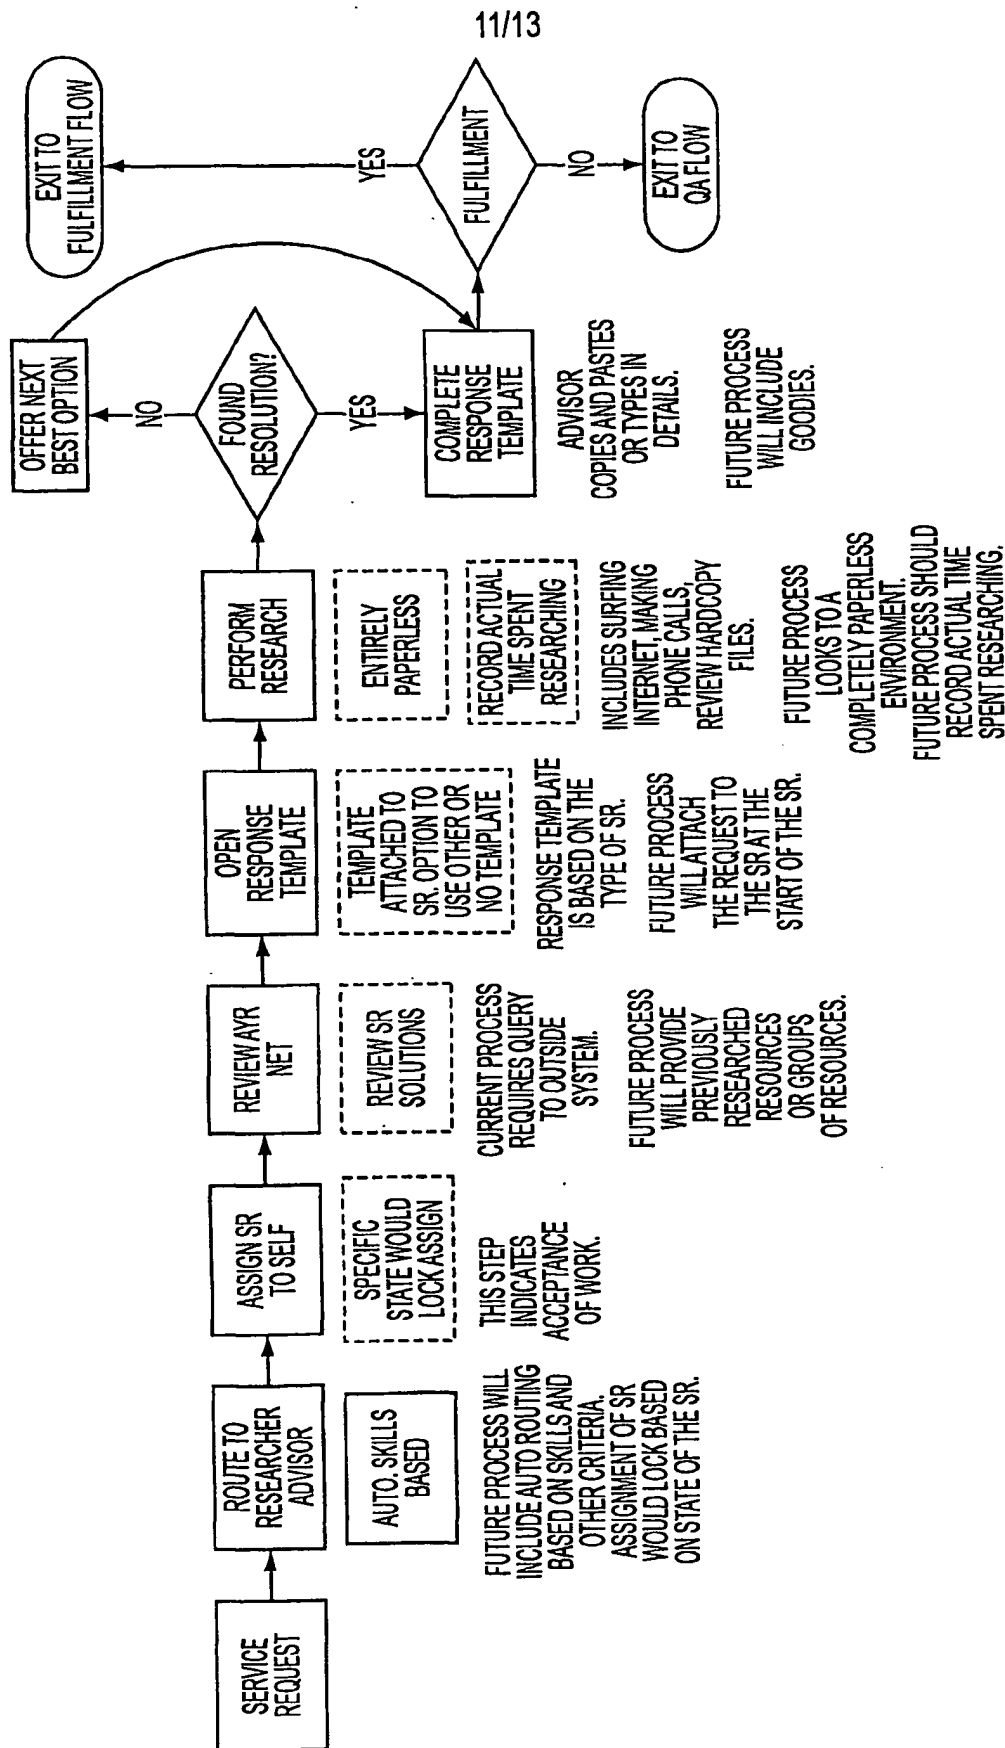 11/13
SERVICE
REQUEST
ROUTE TO
RESEARCHER
ADVISOR
AUTO. SKILLS
BASED
FUTURE PROCESS WILL
INCLUDE AUTO ROUTING
BASED ON SKILLS AND
OTHER CRITERIA.
ASSIGNMENT OF SR
WOULD LOCK BASED
ON STATE OF THE SR.
ASSIGN SR
TO SELF
SPECIFIC
STATE WOULD
LOCK ASSIGN
THIS STEP
INDICATES
ACCEPTANCE
OF WORK.
REVIEW AYR
NET
REVIEW SR
SOLUTIONS
CURRENT PROCESS
REQUIRES QUERY
TO OUTSIDE
SYSTEM.
FUTURE PROCESS
WILL PROVIDE
PREVIOUSLY
RESEARCHED
RESOURCES
OR GROUPS
OF RESOURCES.
OPEN
RESPONSE
TEMPLATE
TEMPLATE
ATTACHED TO
SR. OPTION TO
USE OTHER OR
NO TEMPLATE
RESPONSE TEMPLATE
IS BASED ON THE
TYPE OF SR.
FUTURE PROCESS
WILL ATTACH
THE REQUEST TO
THE SR AT THE
START OF THE SR.
PERFORM
RESEARCH
ENTIRELY
PAPERLESS
RECORD ACTUAL
TIME SPENT
RESEARCHING
INCLUDES SURFING
INTERNET, MAKING
PHONE CALLS,
REVIEW HARDCOPY
FILES.
FUTURE PROCESS
LOOKS TO A
COMPLETELY PAPERLESS
ENVIRONMENT.
FUTURE PROCESS SHOULD
RECORD ACTUAL TIME
SPENT RESEARCHING.
OFFER NEXT
BEST OPTION
NO
FOUND
RESOLUTION?
YES
COMPLETE
RESPONSE
TEMPLATE
ADVISOR
COPIES AND PASTES
OR TYPES IN
DETAILS.
FUTURE PROCESS
WILL INCLUDE
GOODIES.
EXIT TO
FULFILLMENT FLOW
YES
FULFILLMENT
NO
EXIT TO
QA FLOW